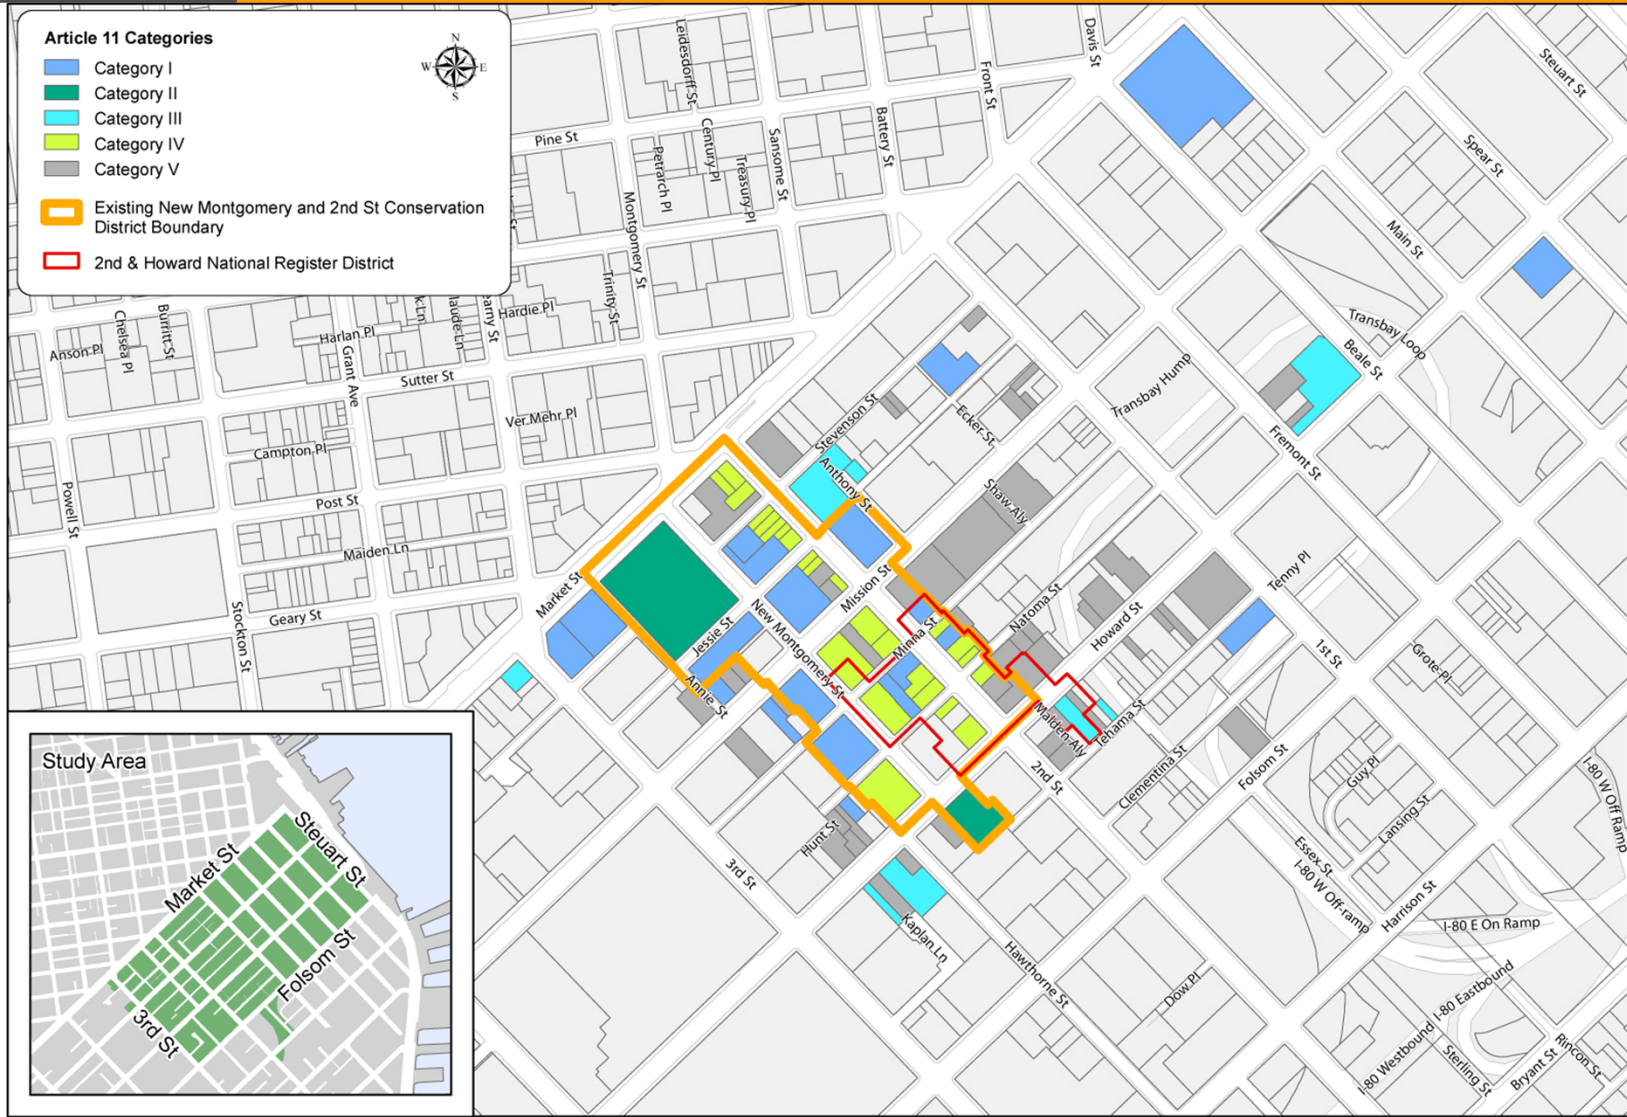 Article 11 Categories
N
W
E
S
Category I
Category II
Category III
Category IV
Category V
Existing New Montgomery and 2nd St Conservation
District Boundary
2nd & Howard National Register District
Leidesdorff St
Davis St
Front St
Steuart St
Pine St
Century Pl
Battery St
Sansome St
Petrarch Pl
Treasury Pl
Spear St
Montgomery St
Main St
Trinity St
Hardie Pl
Anson Pl
Chelsea Pl
Burritt St
Harlan Pl
Grant Ave
Sutter St
Transbay Loop
Beale St
Transbay Hump
Ver Mehr Pl
Stevenson St
Ecker St
Campton Pl
Fremont St
Anthony St
Shaw Aly
Powell St
Post St
Maiden Ln
Market St
Mission St
Tenny Pl
Natoma St
Howard St
Geary St
Stockton St
Jessie St
New Montgomery St
Minna St
1st St
Grote Pl
Annie St
Malden Aly
Tehama St
2nd St
Clementina St
Folsom St
Guy Pl
Lansing St
I-80 W Off Ramp
Hunt St
3rd St
Essex St
I-80 W Off-ramp
Harrison St
I-80 E On Ramp
Kaplan Ln
Hawthorne St
Dow Pl
I-80 Eastbound
I-80 Westbound
Sterling St
Bryant St
Rincon St
Study Area
Steuart St
Market St
Folsom St
3rd St